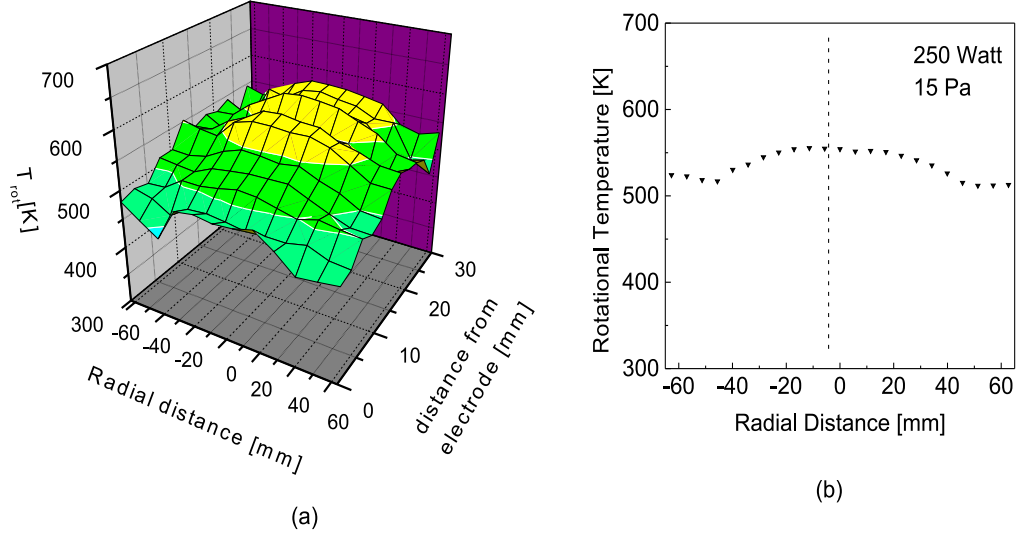 700
600
500
400
300
T rot [K]
-60
-40
-20
0
20
40
60
Radial distance [mm]
0
10
20
30
distance from
electrode [mm]
(a)
700
600
500
400
300
Rotational Temperature [K]
250 Watt
15 Pa
-60
-40
-20
0
20
40
60
Radial Distance [mm]
(b)